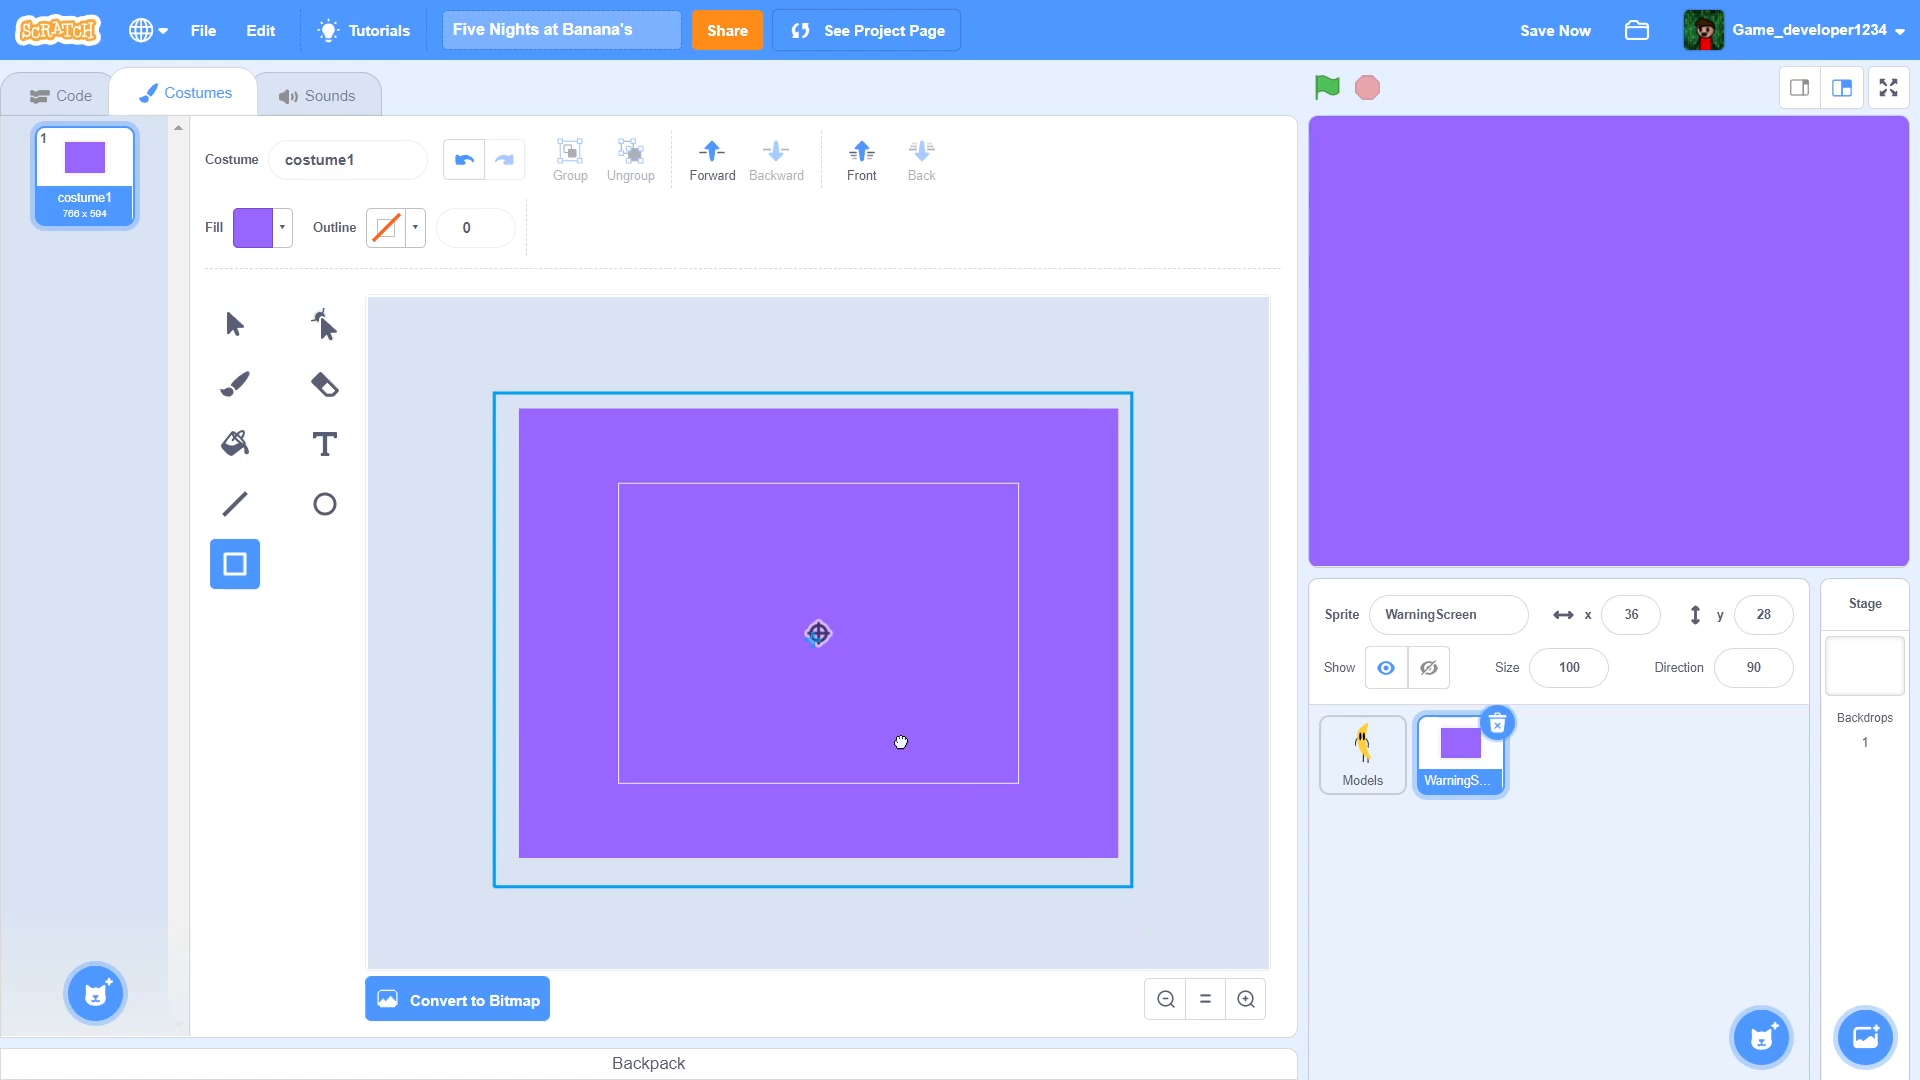 SCRATCH
File
Edit
Tutorials
Five Nights at Banana's
Share
See Project Page
Save Now
Game_developer1234
Code
Costumes
Sounds
1
costume1
766 x 594
Costume
costume1
Group
Ungroup
Forward
Backward
Front
Back
Fill
Outline
0
T
Convert to Bitmap
Backpack
Sprite
WarningScreen
x
36
y
28
Show
Size
100
Direction
90
Models
WarningS...
Stage
Backdrops
1